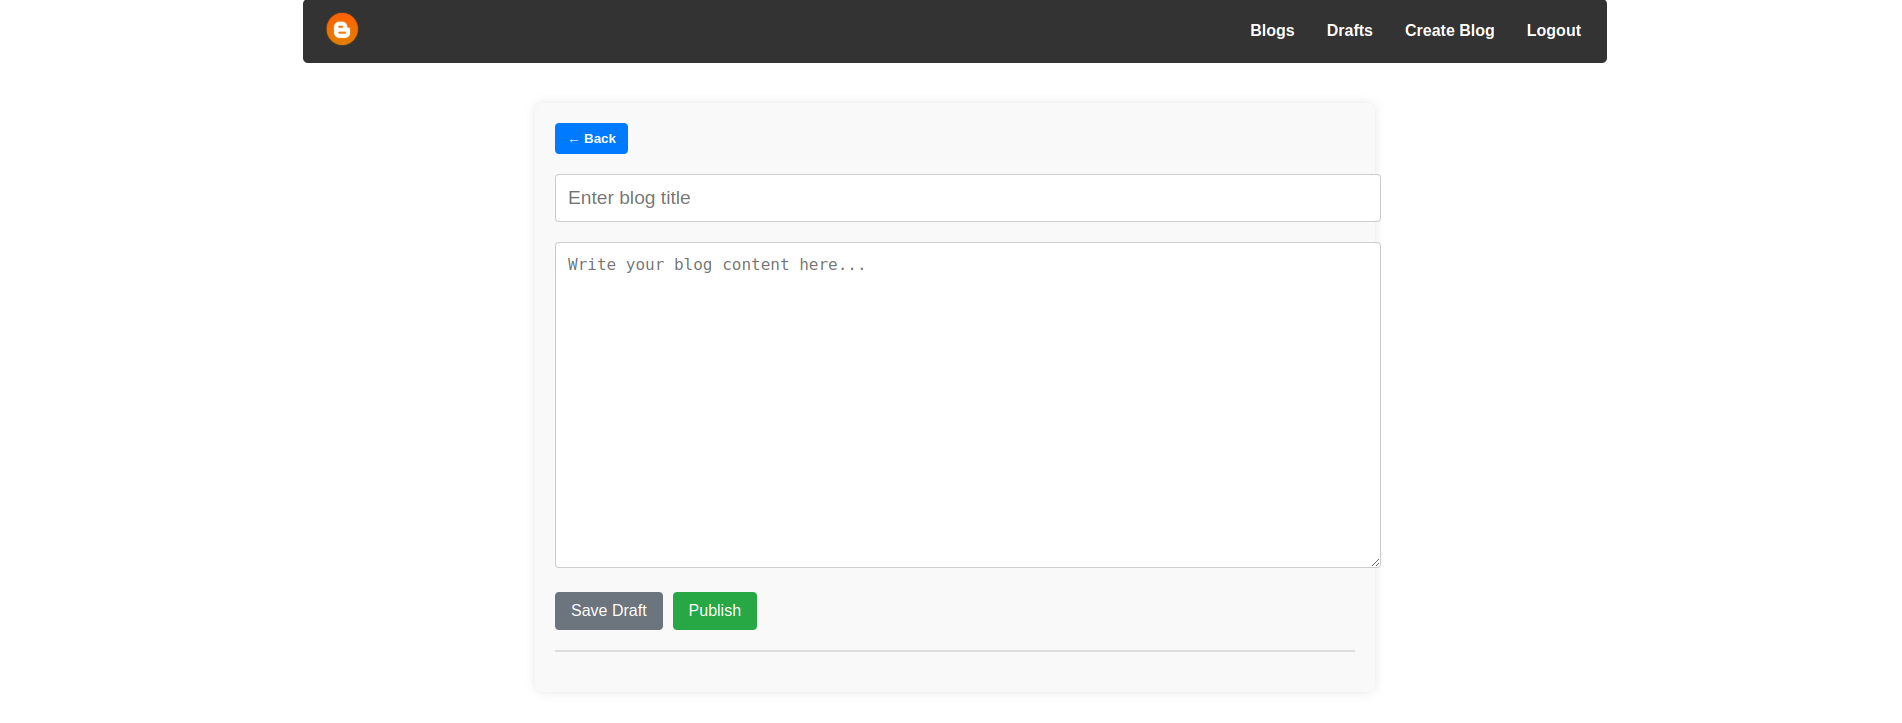 Blogs Drafts Create Blog Logout
← Back
Enter blog title
Write your blog content here...
Save Draft Publish